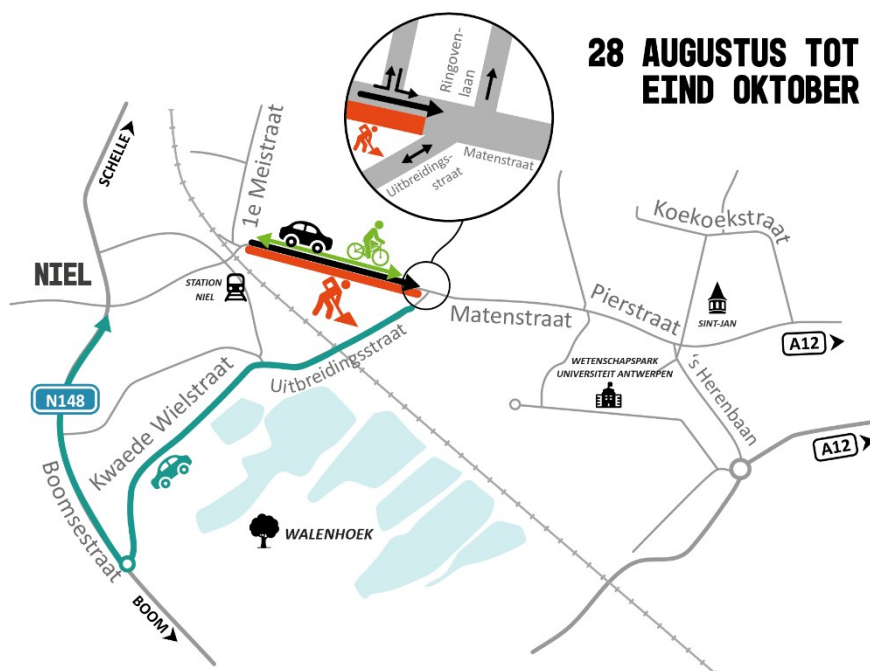 28 AUGUSTUS TOT
EIND OKTOBER
Ringoven-
laan
Uitbreidings-
straat
Matenstraat
SCHELLE
1e Meistraat
Koekoekstraat
NIEL
STATION
NIEL
Matenstraat
Pierstraat
SINT-JAN
A12
WETENSCHAPSPARK
UNIVERSITEIT ANTWERPEN
's Herenbaan
Uitbreidingsstraat
N148
Kwaede Wielstraat
A12
Boomsestraat
WALENHOEK
BOOM